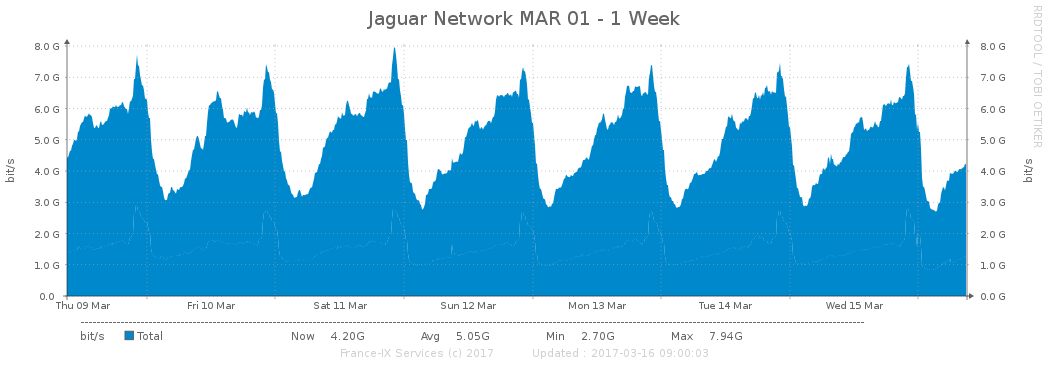 Jaguar Network MAR 01 - 1 Week
RRDTOOL / TOBI OETIKER
bit/s
8.0 G 8.0 G
7.0 G 7.0 G
6.0 G 6.0 G
5.0 G 5.0 G
4.0 G 4.0 G
3.0 G 3.0 G
2.0 G 2.0 G
1.0 G 1.0 G
0.0 0.0 G
bit/s
Thu 09 Mar Fri 10 Mar Sat 11 Mar Sun 12 Mar Mon 13 Mar Tue 14 Mar Wed 15 Mar
bit/s Total Now 4.20G Avg 5.05G Min 2.70G Max 7.94G
France-IX Services (c) 2017 Updated : 2017-03-16 09:00:03